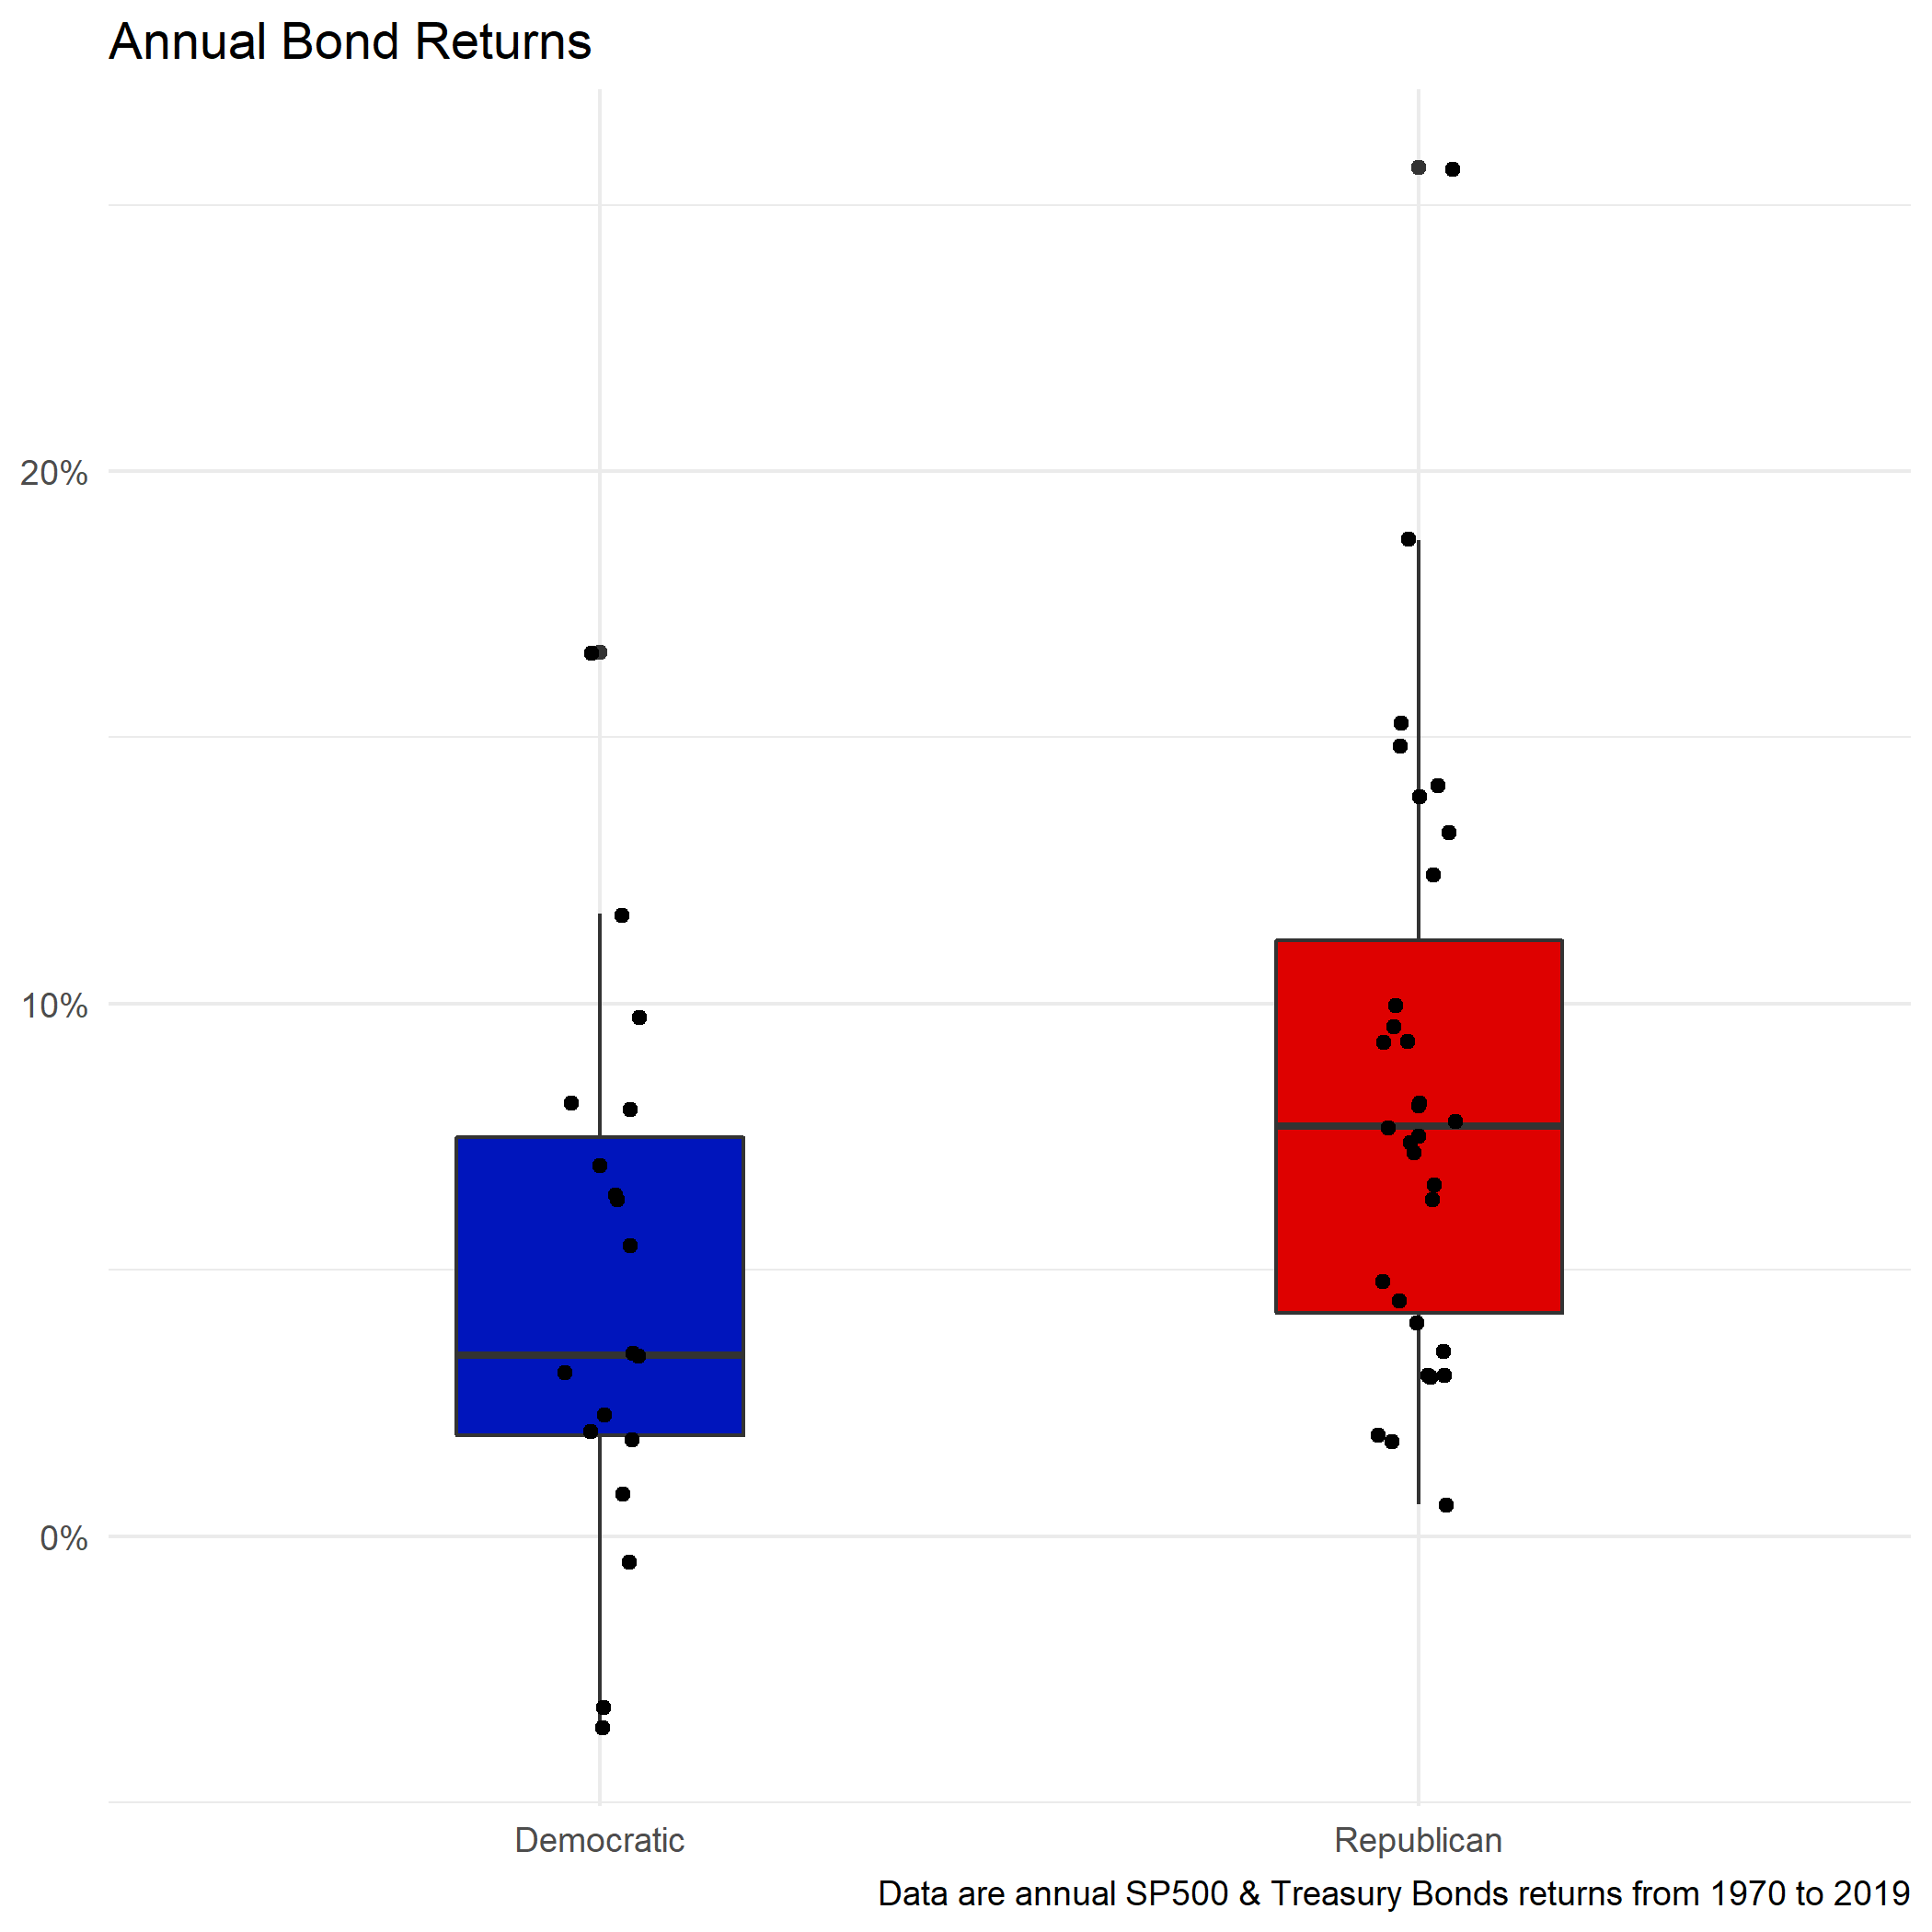 Annual Bond Returns
20%
10%
0%
Democratic
Republican
Data are annual SP500 & Treasury Bonds returns from 1970 to 2019